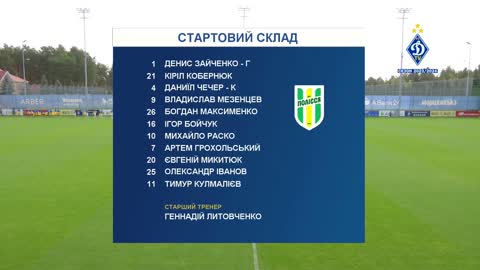 СТАРТОВИЙ СКЛАД
1 ДЕНИС ЗАЙЧЕНКО - Г
21 КІРІЛ КОБЕРНЮК
4 ДАНИЇЛ ЧЕЧЕР - К
9 ВЛАДИСЛАВ МЕЗЕНЦЕВ
26 БОГДАН МАКСИМЕНКО
16 ІГОР БОЙЧУК
10 МИХАЙЛО РАСКО
7 АРТЕМ ГРОХОЛЬСЬКИЙ
20 ЄВГЕНІЙ МИКИТЮК
25 ОЛЕКСАНДР ІВАНОВ
11 ТИМУР КУЛМАЛІЄВ
СТАРШИЙ ТРЕНЕР
ГЕННАДІЙ ЛИТОВЧЕНКО
ПОЛІССЯ